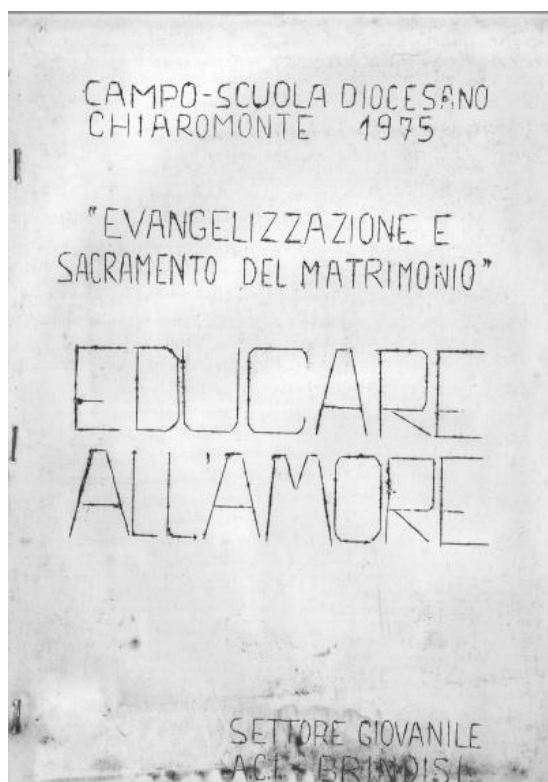 CAMPO-SCUOLA DIOCESANO
CHIAROMONTE 1975
"EVANGELIZZAZIONE E
SACRAMENTO DEL MATRIMONIO"
EDUCARE
ALL'AMORE
SETTORE GIOVANILE
A.C.I. - BRINDISI